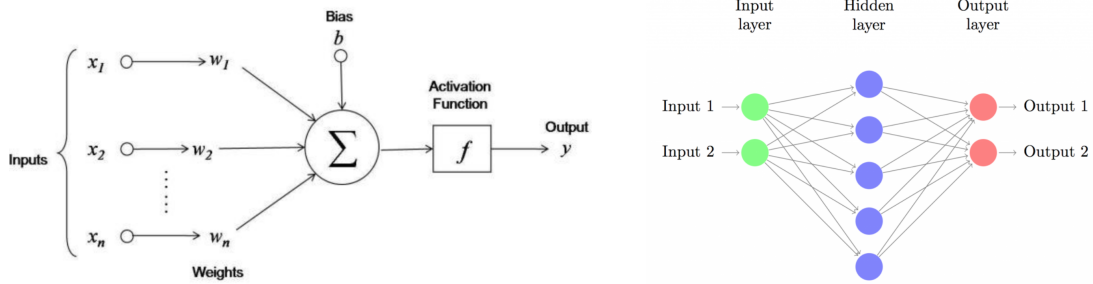 Bias
b
x1
w1
Activation
Function
Inputs
x2
w2
Σ
f
Output
y
xn
wn
Weights
Input
layer
Hidden
layer
Output
layer
Input 1
Output 1
Input 2
Output 2